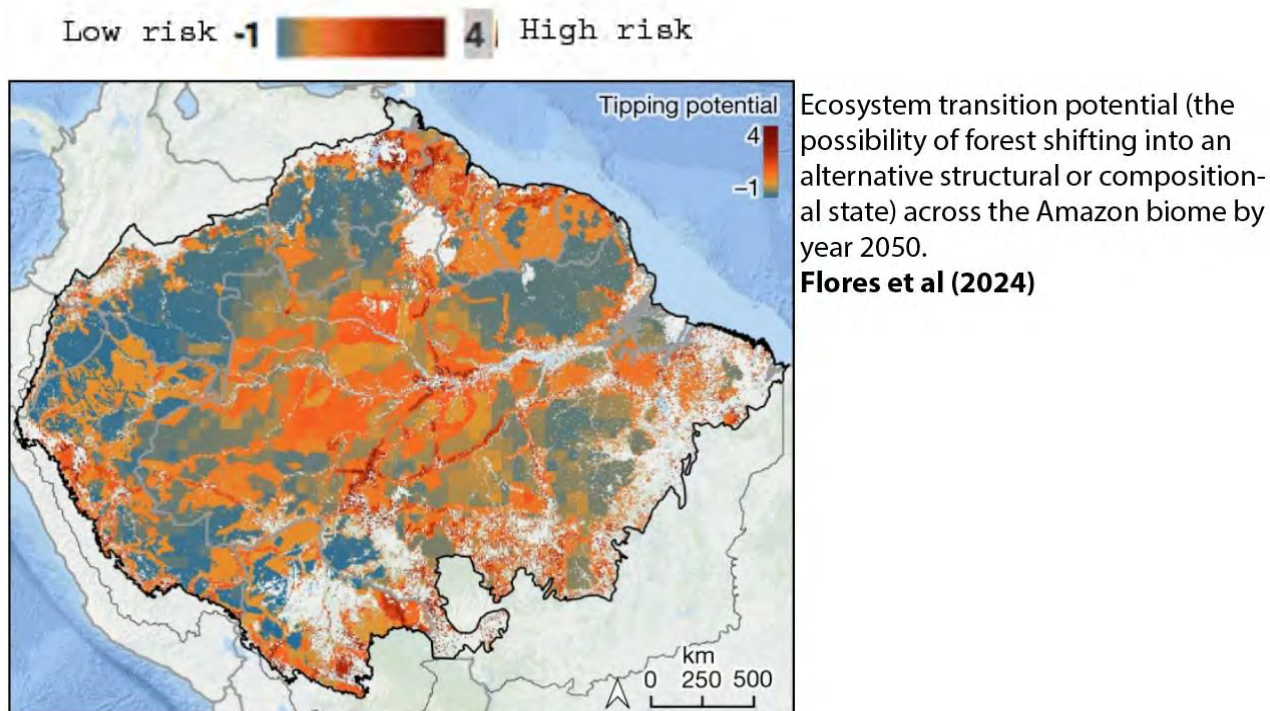 Low risk -1 4 High risk
Tipping potential
4
–1
Ecosystem transition potential (the
possibility of forest shifting into an
alternative structural or composition-
al state) across the Amazon biome by
year 2050.
Flores et al (2024)
km
0 250 500